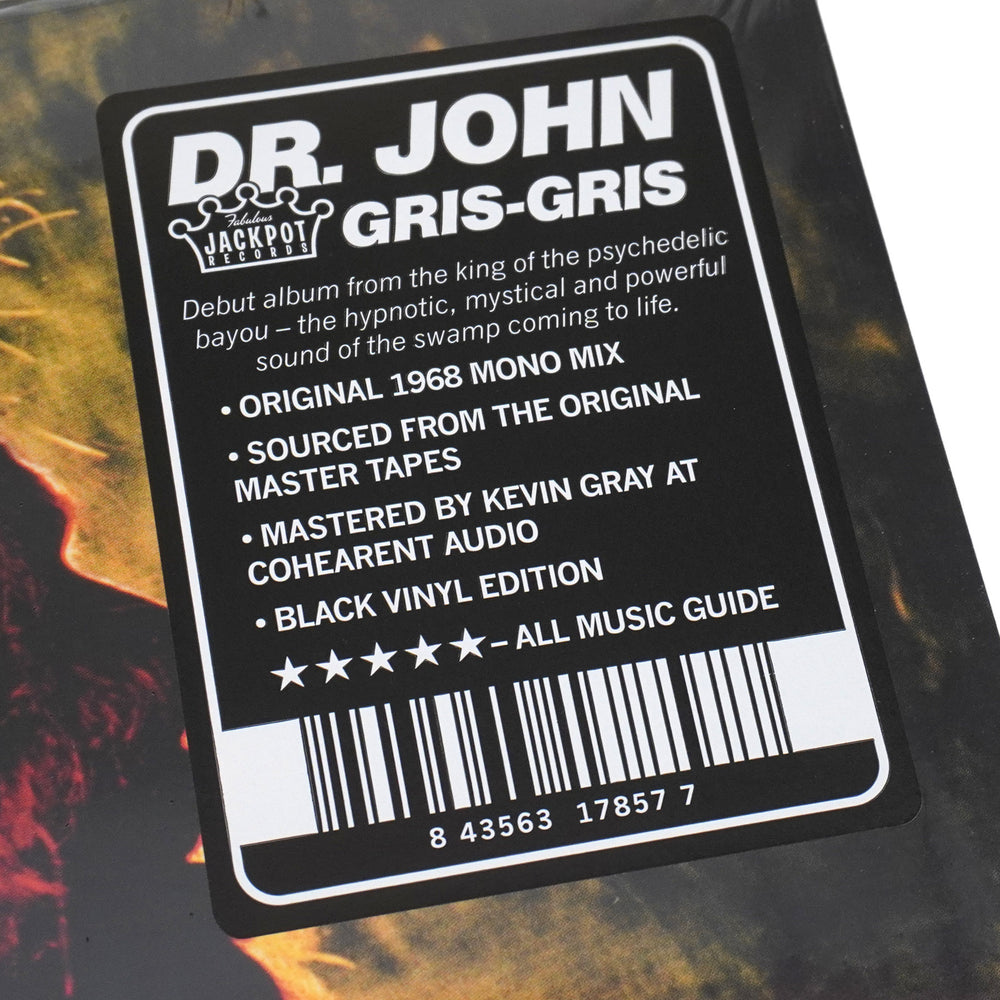 DR. JOHN
GRIS-GRIS
Fabulous
JACKPOT
RECORDS
Debut album from the king of the psychedelic
bayou – the hypnotic, mystical and powerful
sound of the swamp coming to life.
• ORIGINAL 1968 MONO MIX
• SOURCED FROM THE ORIGINAL
MASTER TAPES
• MASTERED BY KEVIN GRAY AT
COHEARENT AUDIO
• BLACK VINYL EDITION
★★★★★ – ALL MUSIC GUIDE
8 43563 17857 7